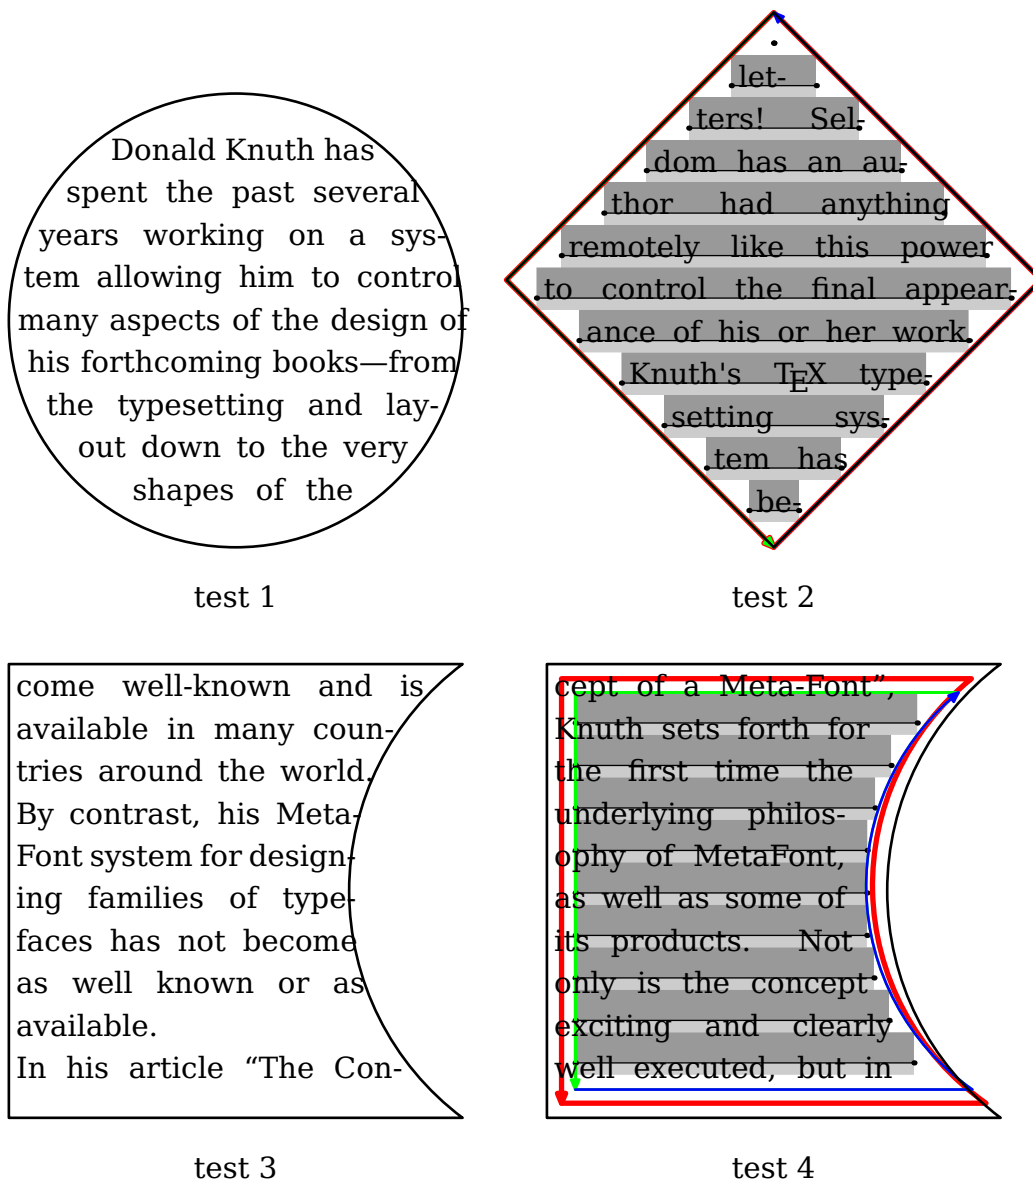 Donald Knuth has
spent the past several
years working on a sys-
tem allowing him to control
many aspects of the design of
his forthcoming books—from
the typesetting and lay-
out down to the very
shapes of the
test 1
let-
ters! Sel-
dom has an au-
thor had anything
remotely like this power
to control the final appear-
ance of his or her work
Knuth's TEX type-
setting sys-
tem has
be-
test 2
come well-known and is
available in many coun-
tries around the world.
By contrast, his Meta-
Font system for design-
ing families of type-
faces has not become
as well known or as
available.
In his article “The Con-
test 3
cept of a Meta-Font”,
Knuth sets forth for
the first time the
underlying philos-
ophy of MetaFont,
as well as some of
its products. Not
only is the concept
exciting and clearly
well executed, but in
test 4